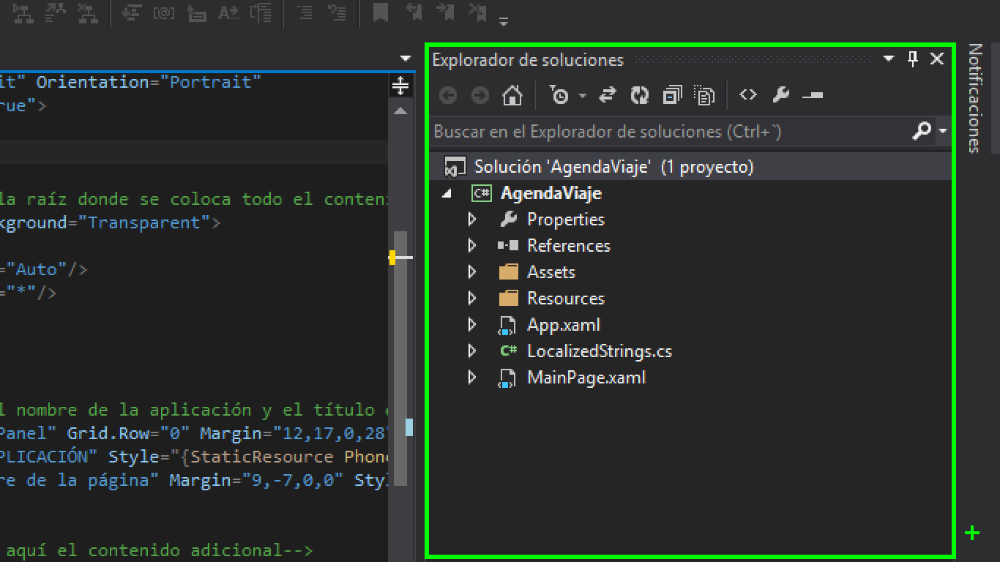 it" Orientation="Portrait"
rue">
la raíz donde se coloca todo el conteni
kground="Transparent">
="Auto"/>
="*"/>
l nombre de la aplicación y el título
Panel" Grid.Row="0" Margin="12,17,0,28"
PLICACIÓN" Style="{StaticResource Phone
re de la página" Margin="9,-7,0,0" Styl
aquí el contenido adicional-->
Explorador de soluciones
Buscar en el Explorador de soluciones (Ctrl+`)
Solución 'AgendaViaje' (1 proyecto)
C# AgendaViaje
Properties
References
Assets
Resources
App.xaml
C# LocalizedStrings.cs
MainPage.xaml
Notificaciones